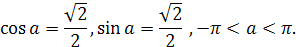 cos a = √2/2, sin a = √2/2 , −π < a < π.